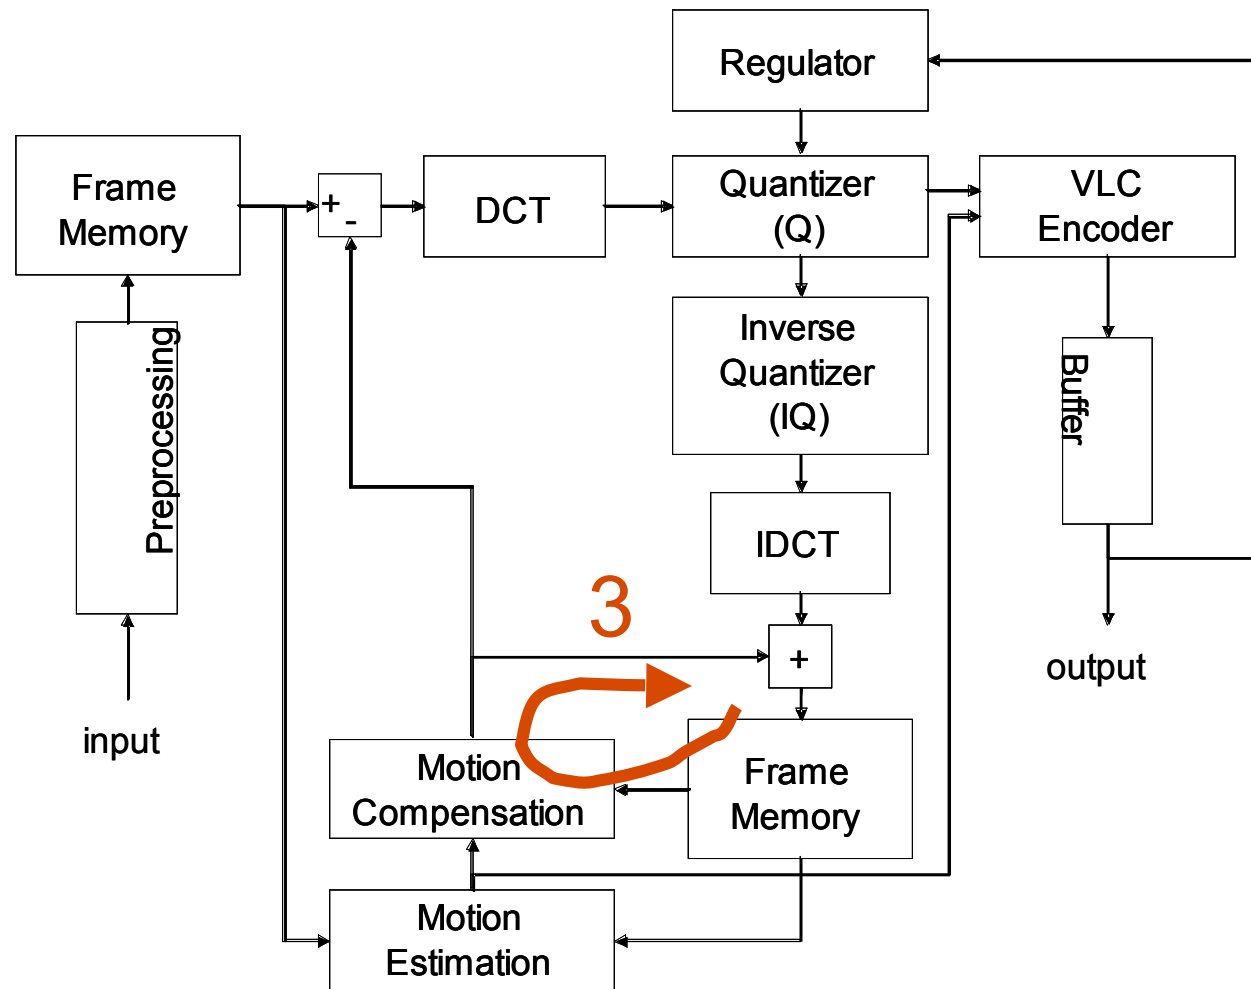 Regulator
Frame
Memory
+
-
DCT
Quantizer
(Q)
VLC
Encoder
Preprocessing
Inverse
Quantizer
(IQ)
Buffer
IDCT
3
+
output
input
Motion
Compensation
Frame
Memory
Motion
Estimation